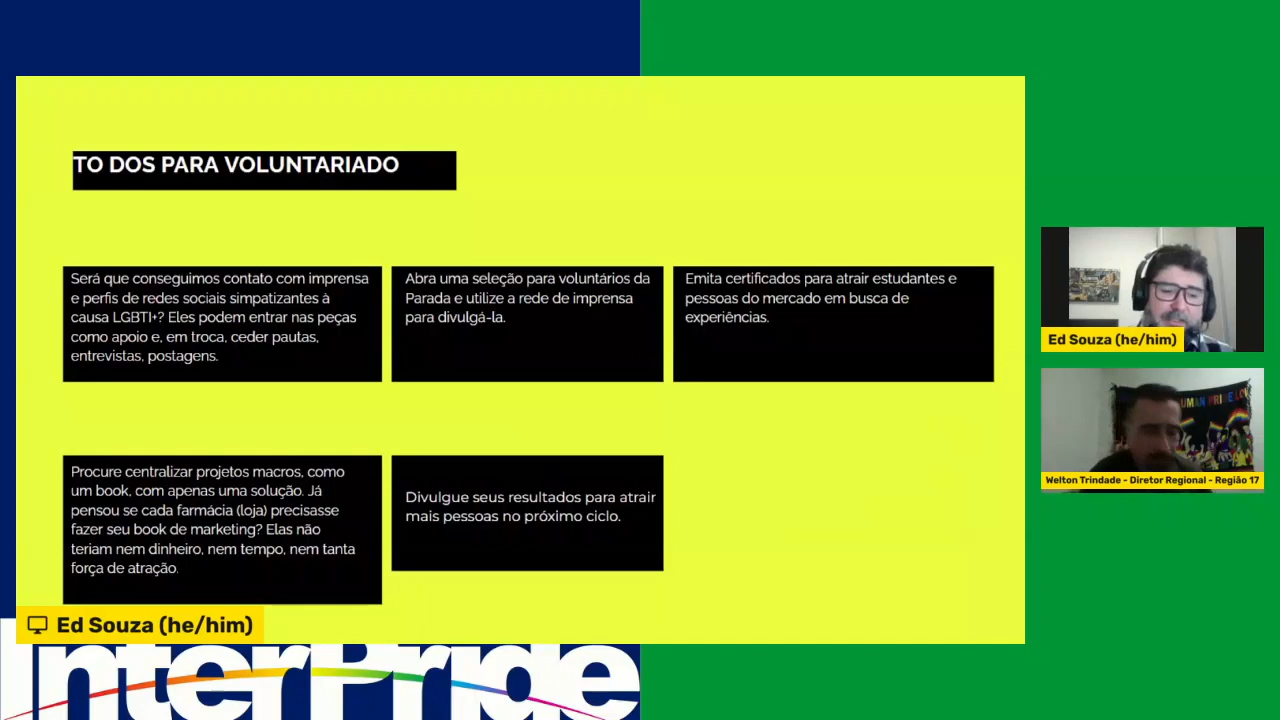 TO DOS PARA VOLUNTARIADO
Será que conseguimos contato com imprensa
e perfis de redes sociais simpatizantes à
causa LGBTI+? Eles podem entrar nas peças
como apoio e, em troca, ceder pautas,
entrevistas, postagens.
Abra uma seleção para voluntários da
Parada e utilize a rede de imprensa
para divulgá-la.
Emita certificados para atrair estudantes e
pessoas do mercado em busca de
experiências.
Procure centralizar projetos macros, como
um book, com apenas uma solução. Já
pensou se cada farmácia (loja) precisasse
fazer seu book de marketing? Elas não
teriam nem dinheiro, nem tempo, nem tanta
força de atração.
Divulgue seus resultados para atrair
mais pessoas no próximo ciclo.
Ed Souza (he/him)
UMAN PRIDE
Welton Trindade - Diretor Regional - Região 17
Ed Souza (he/him)
InterPride